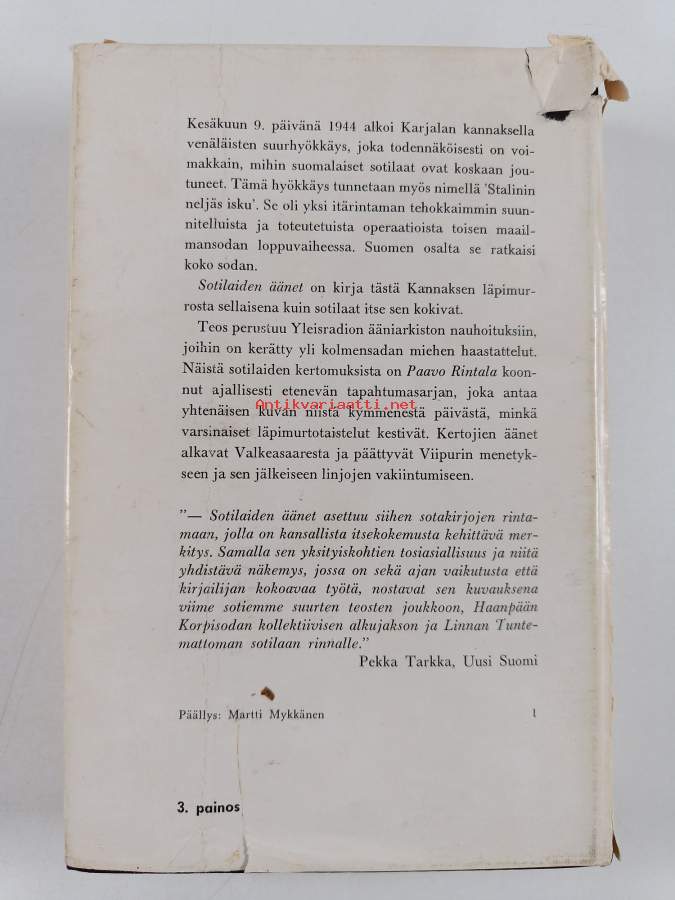 Kesäkuun 9. päivänä 1944 alkoi Karjalan kannaksella
venäläisten suurhyökkäys, joka todennäköisesti on voi-
makkain, mihin suomalaiset sotilaat ovat koskaan jou-
tuneet. Tämä hyökkäys tunnetaan myös nimellä 'Stalinin
neljäs isku'. Se oli yksi itärintaman tehokkaimmin suun-
nitelluista ja toteutetuista operaatioista toisen maail-
mansodan loppuvaiheessa. Suomen osalta se ratkaisi
koko sodan.
Sotilaiden äänet on kirja tästä Kannaksen läpimur-
rosta sellaisena kuin sotilaat itse sen kokivat.
Teos perustuu Yleisradion ääniarkiston nauhoituksiin,
joihin on kerätty yli kolmensadan miehen haastattelut.
Näistä sotilaiden kertomuksista on Paavo Rintala koon-
nut ajallisesti etenevän tapahtumasarjan, joka antaa
Antikvariaatti.net
yhtenäisen kuvan niistä kymmenestä päivästä, minkä
varsinaiset läpimurtotaistelut kestivät. Kertojien äänet
alkavat Valkeasaaresta ja päättyvät Viipurin menetyk-
seen ja sen jälkeiseen linjojen vakiintumiseen.
"— Sotilaiden äänet asettuu siihen sotakirjojen rinta-
maan, jolla on kansallista itsekokemusta kehittävä mer-
kitys. Samalla sen yksityiskohtien tosiasiallisuus ja niitä
yhdistävä näkemys, jossa on sekä ajan vaikutusta että
kirjailijan kokoavaa työtä, nostavat sen kuvauksena
viime sotiemme suurten teosten joukkoon, Haanpään
Korpisodan kollektiivisen alkujakson ja Linnan Tunte-
mattoman sotilaan rinnalle."
Pekka Tarkka, Uusi Suomi
Päällys: Martti Mykkänen 1
3. painos